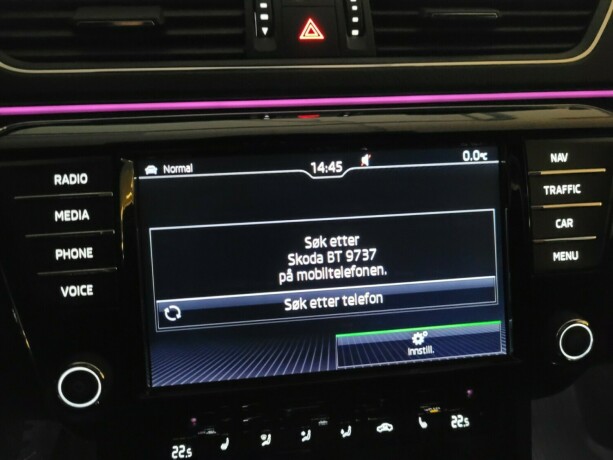 Normal
14:45
0.0°C
RADIO
MEDIA
PHONE
VOICE
NAV
TRAFFIC
CAR
MENU
Søk etter
Skoda BT 9737
på mobiltelefonen.
Søk etter telefon
Innstill.
22.5
22.5